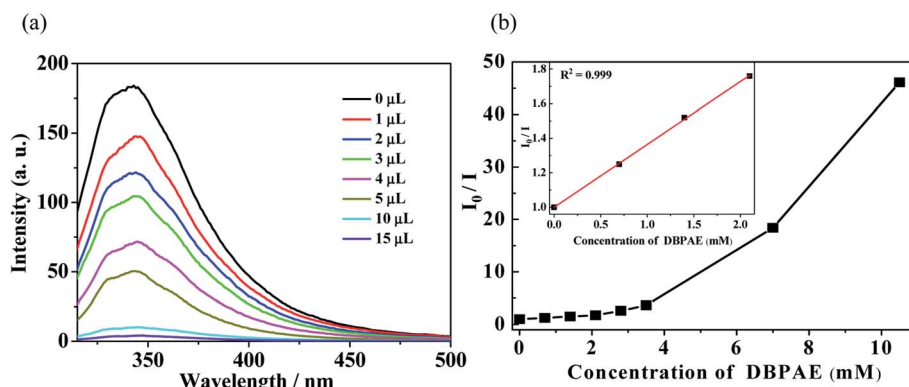 (a)
(b)
200
150
100
50
0
Intensity (a. u.)
350
400
450
500
Wavelength / nm
0 µL
1 µL
2 µL
3 µL
4 µL
5 µL
10 µL
15 µL
50
40
30
20
10
0
I0 / I
0
2
4
6
8
10
Concentration of DBPAE (mM)
R² = 0.999
1.8
1.6
1.4
1.2
1.0
I0 / I
0.0
0.5
1.0
1.5
2.0
Concentration of DBPAE (mM)